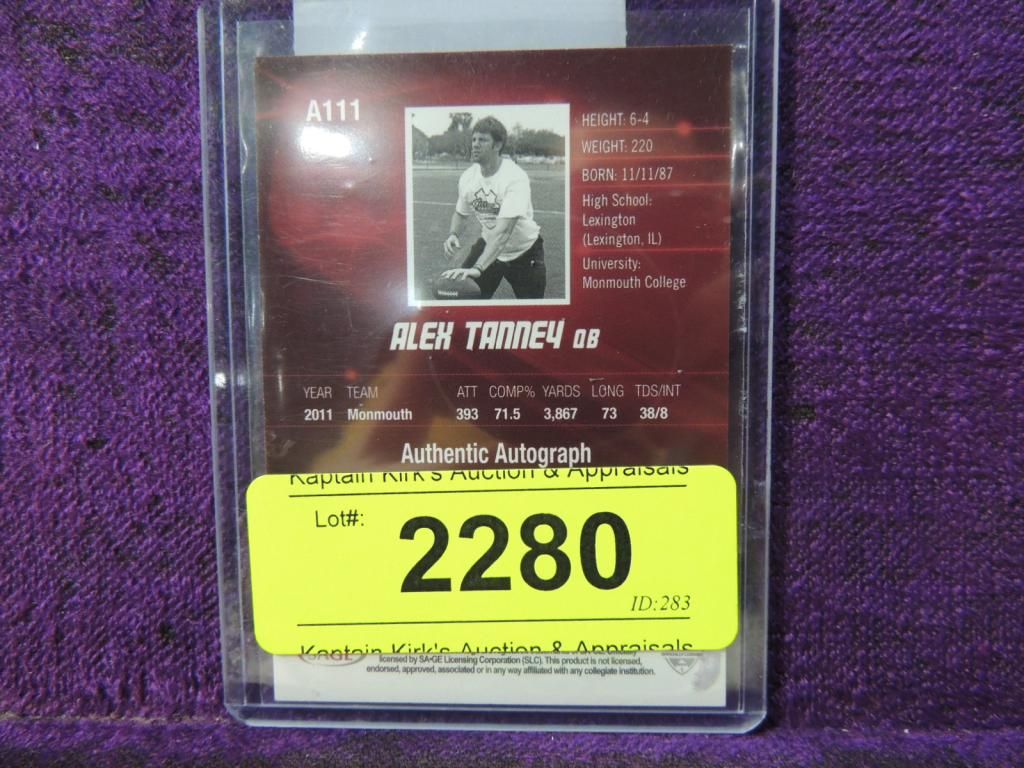 A111
HEIGHT: 6-4
WEIGHT: 220
BORN: 11/11/87
High School:
Lexington
(Lexington, IL)
University:
Monmouth College
ALEX TANNEY QB
YEAR TEAM ATT COMP% YARDS LONG TDS/INT
2011 Monmouth 393 71.5 3,867 73 38/8
Authentic Autograph
Kaptain Kirk's Auction & Appraisals
Lot#: 2280
ID:283
Kaptain Kirk's Auction & Appraisals
SAGE
licensed by SA•GE Licensing Corporation (SLC). This product is not licensed,
endorsed, approved, associated or in any way affiliated with any collegiate institution.